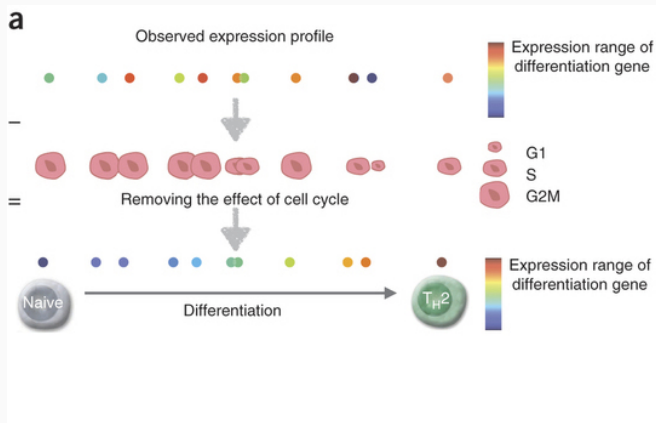 a
Observed expression profile
Expression range of
differentiation gene
–
G1
S
G2M
=
Removing the effect of cell cycle
Expression range of
differentiation gene
Naive
TH2
Differentiation